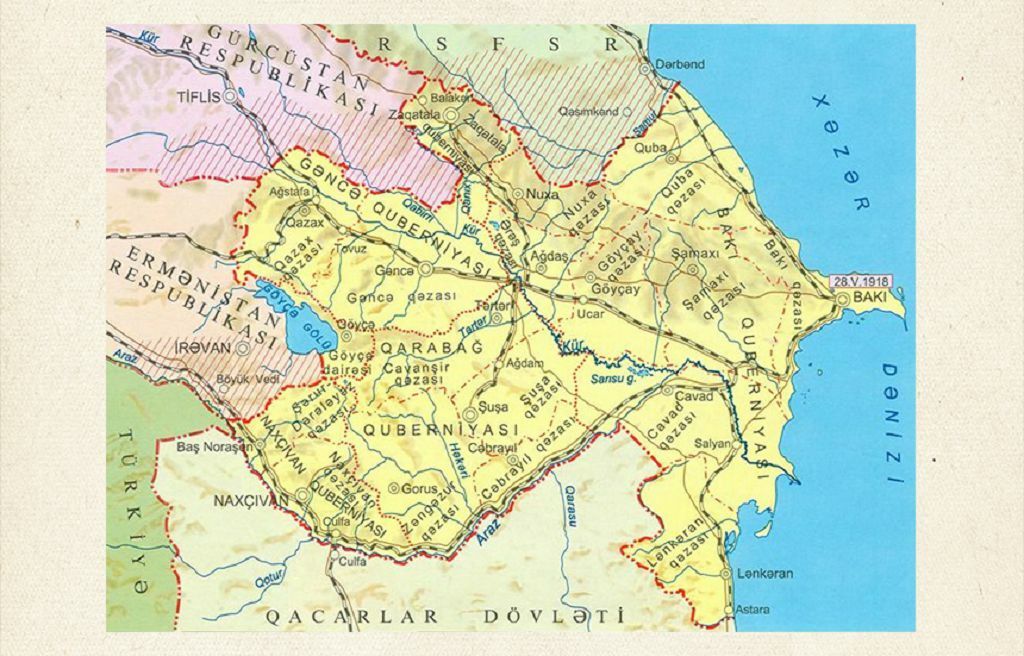 R S F S R
GÜRCÜSTAN
RESPUBLİKASI
Kür
TİFLİS
Dərbənd
Balakən
Zaqatala
Zaqatala
quberniyası
Qasımkənd
Samur
XƏZƏR
DƏNİZİ
Quba
Quba
qəzası
GƏNCƏ QUBERNİYASI
Ağstafa
Qazax
Qazax
qəzası
Tovuz
Qabırrı
Qanıx
Kür
Nuxa
Nuxa
qəzası
Ərəş
qəzası
Ağdaş
Göyçay
qəzası
Göyçay
Ucar
Şamaxı
Şamaxı
qəzası
BAKI
QUBERNİYASI
Bakı
qəzası
28.V.1918
BAKI
Gəncə
Gəncə qəzası
ERMƏNİSTAN
RESPUBLİKASI
GÖYÇƏ GÖLÜ
Göyçə
Göyçə
dairəsi
İRƏVAN
Araz
Böyük Vedi
Tərtər
Tərtər
QARABAĞ
QUBERNİYASI
Cavanşir
qəzası
Ağdam
Kür
Sarısu g.
Şuşa
Şuşa
qəzası
Cavad
Cavad
qəzası
Salyan
Şərur
Dərələyəz
qəzası
Baş Noraşen
NAXÇIVAN
QUBERNİYASI
Naxçıvan
qəzası
NAXÇIVAN
Həkəri
Cəbrayıl
Cəbrayıl qəzası
Gorus
Zəngəzur
qəzası
Culfa
Culfa
Araz
Qarasu
Qotur
TÜRKİYƏ
Lənkəran
qəzası
Lənkəran
Astara
QACARLAR DÖVLƏTİ